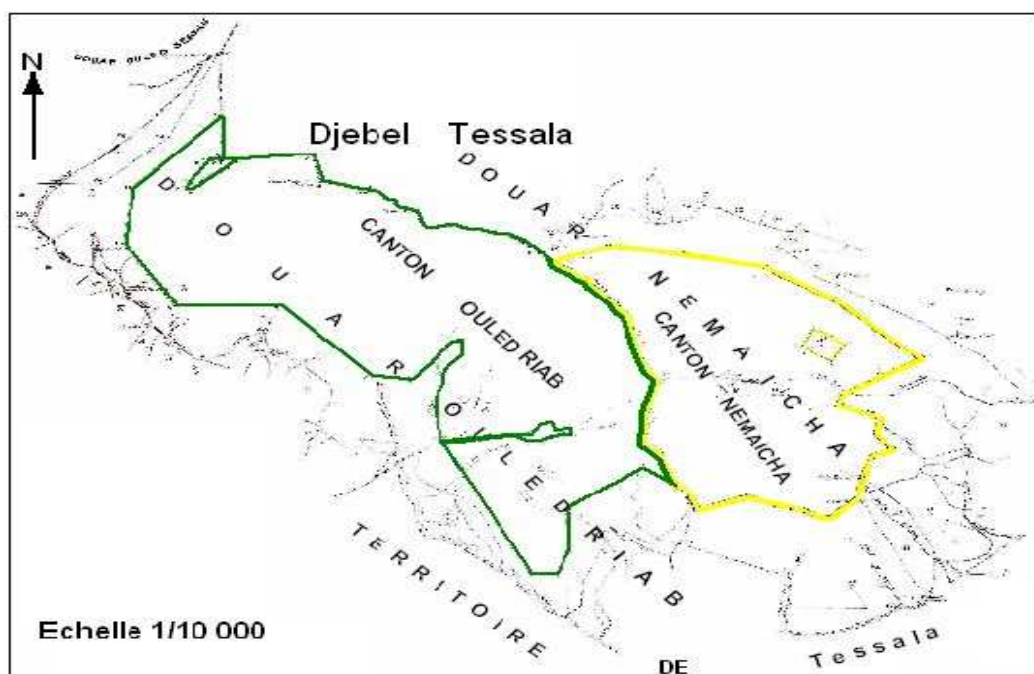 DOUAR OULED SEBBAH
N
Djebel Tessala
DOUAR NEMAICHA
DOUAR OULED RIAB
CANTON
OULED RIAB
CANTON NEMAICHA
TERRITOIRE
DE
Tessala
Echelle 1/10 000